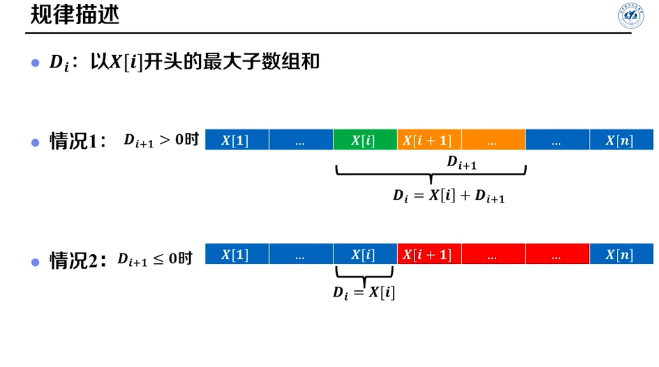 规律描述
D_i：以X[i]开头的最大子数组和
情况1： D_{i+1} > 0时 X[1] … X[i] X[i + 1] … … X[n]
D_{i+1}
D_i = X[i] + D_{i+1}
情况2： D_{i+1} ≤ 0时 X[1] … X[i] X[i + 1] … … X[n]
D_i = X[i]